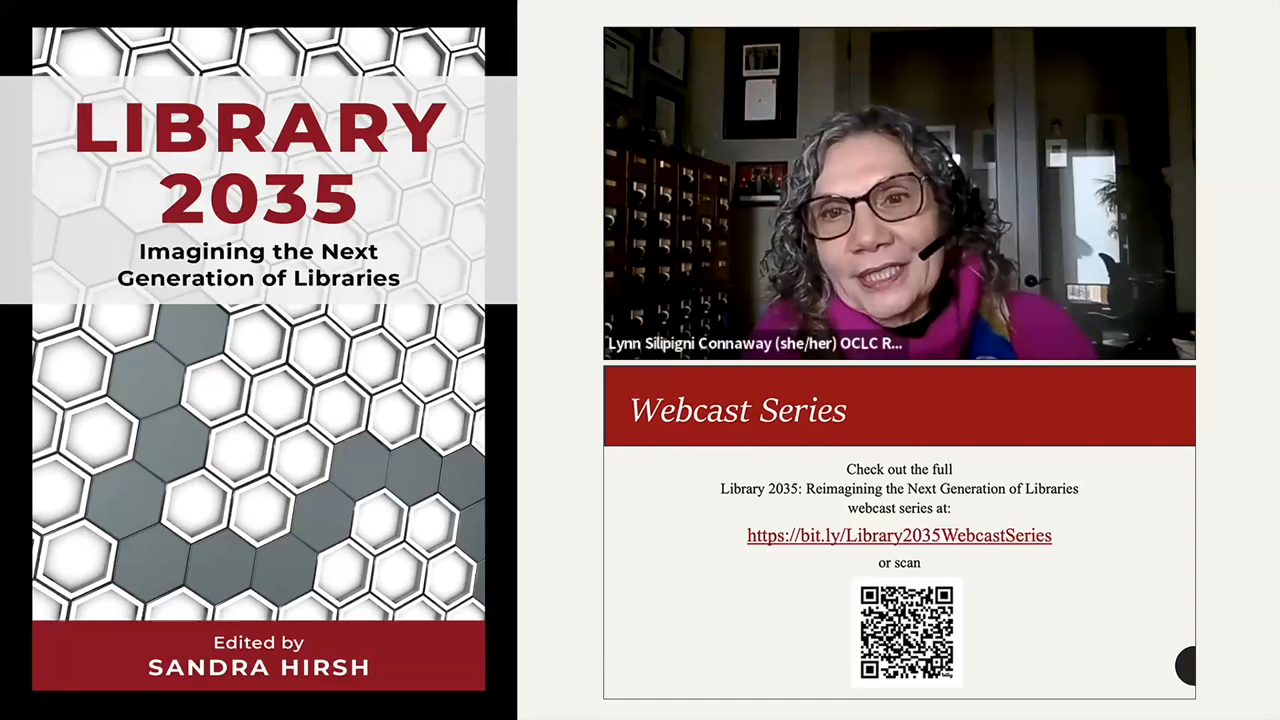 LIBRARY
2035
Imagining the Next
Generation of Libraries
Edited by
SANDRA HIRSH
Lynn Silipigni Connaway (she/her) OCLC R...
Webcast Series
Check out the full
Library 2035: Reimagining the Next Generation of Libraries
webcast series at:
https://bit.ly/Library2035WebcastSeries
or scan